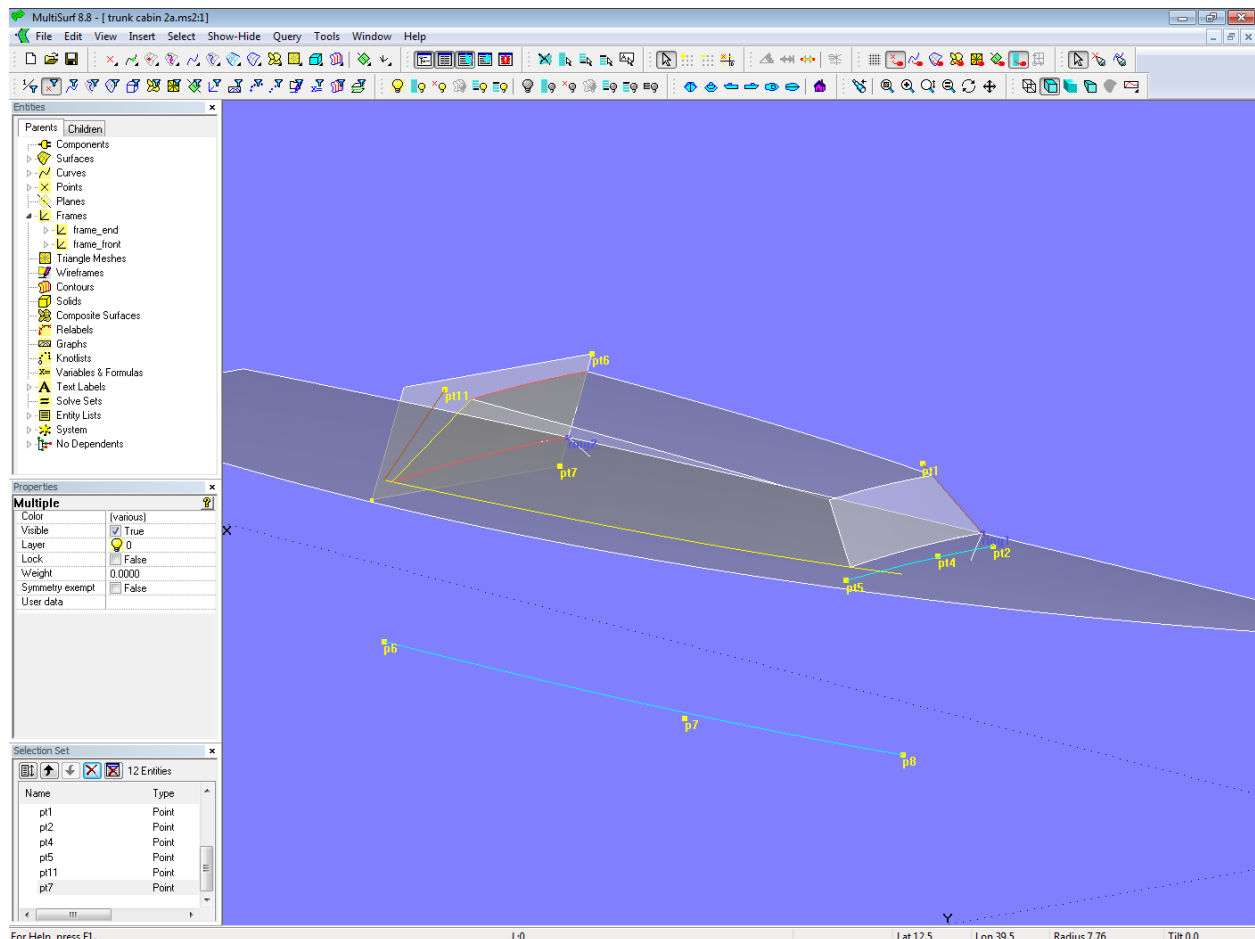 MultiSurf 8.8 - [ trunk cabin 2a.ms2:1]
File Edit View Insert Select Show-Hide Query Tools Window Help
Entities
Parents Children
Components
Surfaces
Curves
Points
Planes
Frames
frame_end
frame_front
Triangle Meshes
Wireframes
Contours
Solids
Composite Surfaces
Relabels
Graphs
Knotlists
Variables & Formulas
Text Labels
Solve Sets
Entity Lists
System
No Dependents
Properties
Multiple
Color (various)
Visible True
Layer 0
Lock False
Weight 0.0000
Symmetry exempt False
User data
Selection Set
12 Entities
Name Type
pt1 Point
pt2 Point
pt4 Point
pt5 Point
pt11 Point
pt7 Point
pt6
pt11
pt7
pt1
pt2
pt4
pt5
X
p6
p7
p8
Y
For Help, press F1. L:0 Lat 12.5 Lon 39.5 Radius 7.76 Tilt 0.0